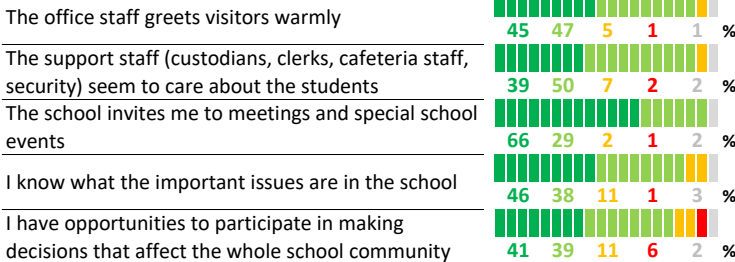 The office staff greets visitors warmly
45 47 5 1 1 %
The support staff (custodians, clerks, cafeteria staff,
security) seem to care about the students
39 50 7 2 2 %
The school invites me to meetings and special school
events
66 29 2 1 2 %
I know what the important issues are in the school
46 38 11 1 3 %
I have opportunities to participate in making
decisions that affect the whole school community
41 39 11 6 2 %